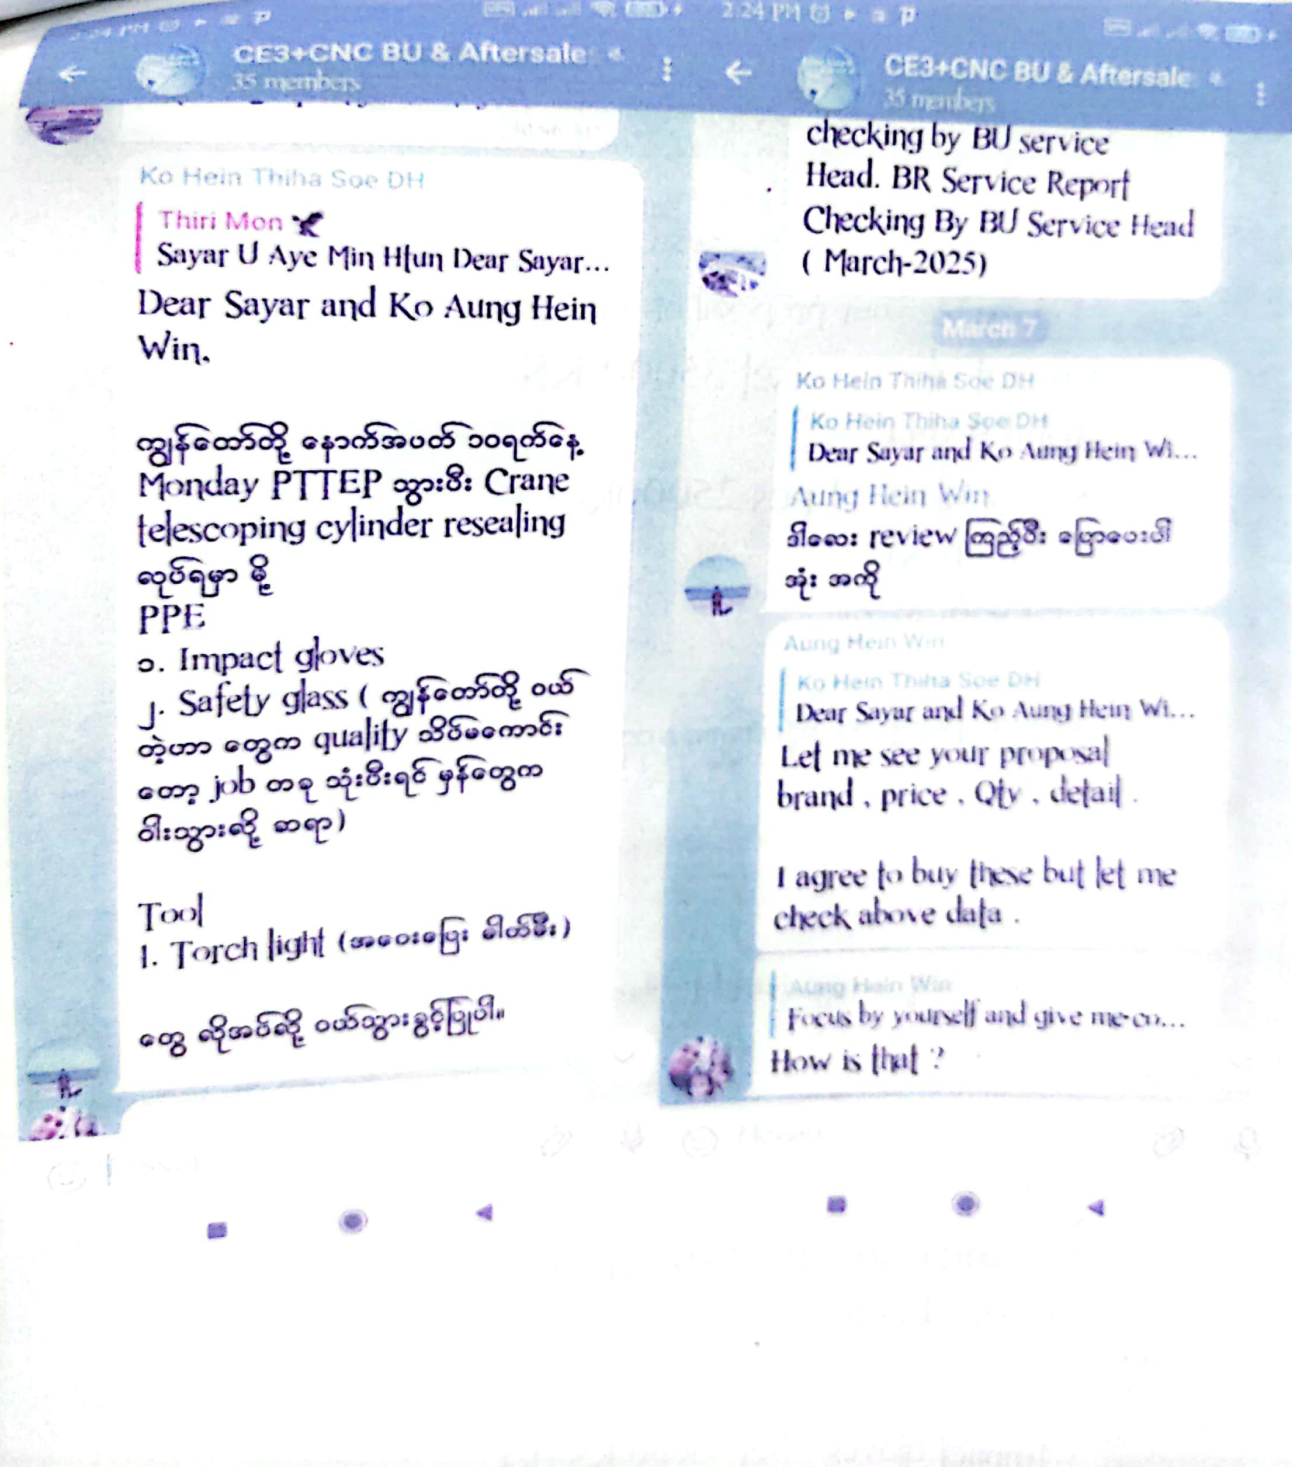 CE3+CNC BU & Aftersale
35 members
Ko Hein Thiha Soe DH
Thiri Mon
Sayar U Aye Min Htun Dear Sayar...
Dear Sayar and Ko Aung Hein
Win.
ကျွန်တော်တို့ နောက်အပတ် ၁၀ရက်နေ့
Monday PTTEP သွားဖီး Crane
telescoping cylinder resealing
လုပ်ရမှာ မို့
PPE
၁. Impact gloves
၂. Safety glass ( ကျွန်တော်တို့ ဝယ်
တဲ့ဟာ တွေက quality သိပ်မကောင်း
တော့ job တခု သုံးဖီးရင် မှန်တွေက
ဝါးသွားလို့ ဆရာ)
Tool
1. Torch light (အဝေးပြေး ဓါတ်မီး)
တွေ လိုအပ်လို့ ဝယ်သွားခွင့်ပြုပါ။
2:24 PM
CE3+CNC BU & Aftersale
35 members
checking by BU service
Head. BR Service Report
Checking By BU Service Head
( March-2025)
March 7
Ko Hein Thiha Soe DH
Ko Hein Thiha Soe DH
Dear Sayar and Ko Aung Hein Wi...
Aung Hein Win
ဒါလေး review ကြည့်ဖီး ပြောပေးပါ
အုံး အကို
Aung Hein Win
Ko Hein Thiha Soe DH
Dear Sayar and Ko Aung Hein Wi...
Let me see your proposal
brand , price , Qty , detail .
I agree to buy these but let me
check above data .
Aung Hein Win
Focus by yourself and give me co...
How is that ?